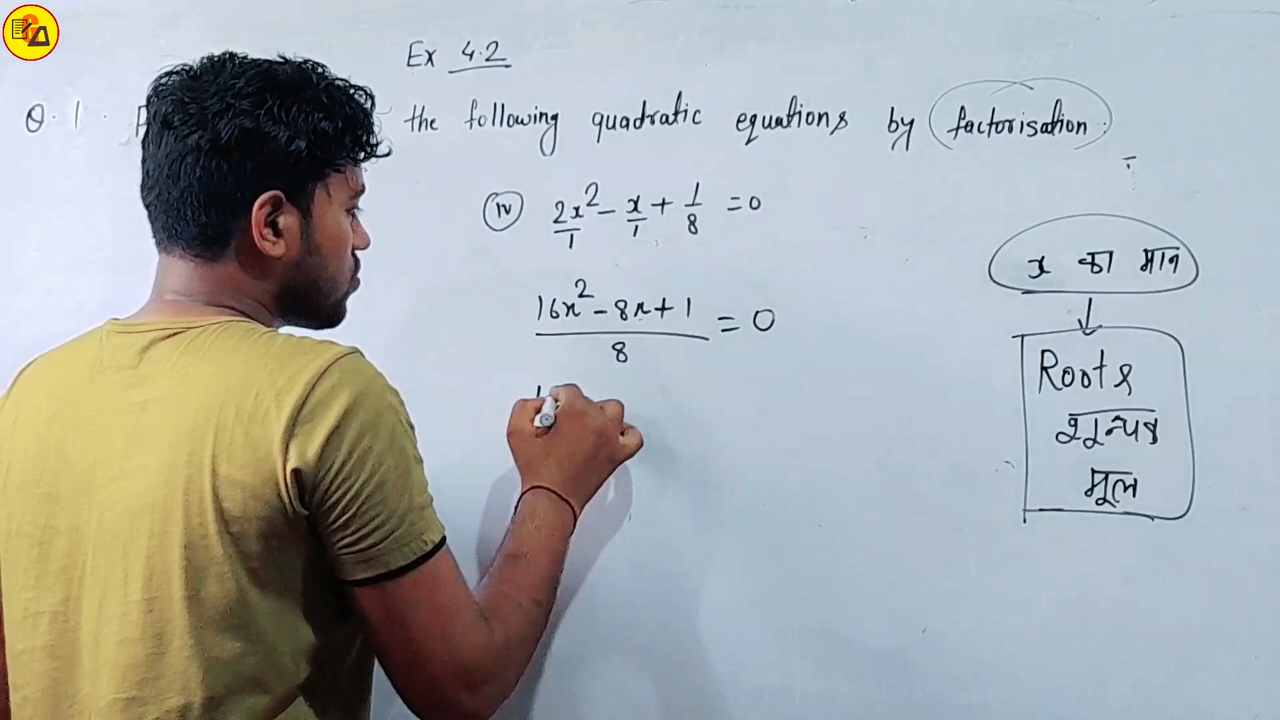 Ex 4.2
Q.1. the following quadratic equations by factorisation.
(iv) 2x²/1 - x/1 + 1/8 = 0
(16x² - 8x + 1)/8 = 0
x का मान
Roots
शून्यक
मूल